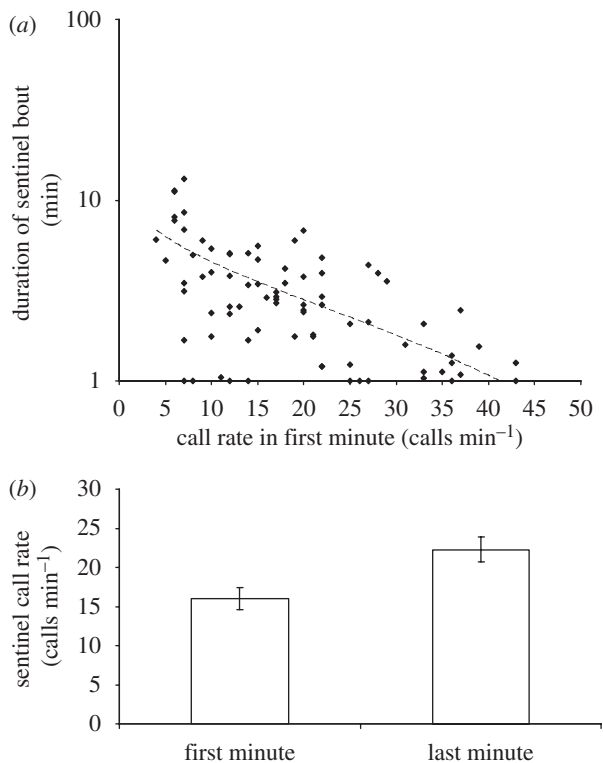 (a)
100
10
1
duration of sentinel bout
(min)
0 5 10 15 20 25 30 35 40 45 50
call rate in first minute (calls min⁻¹)
(b)
30
25
20
15
10
5
0
sentinel call rate
(calls min⁻¹)
first minute last minute